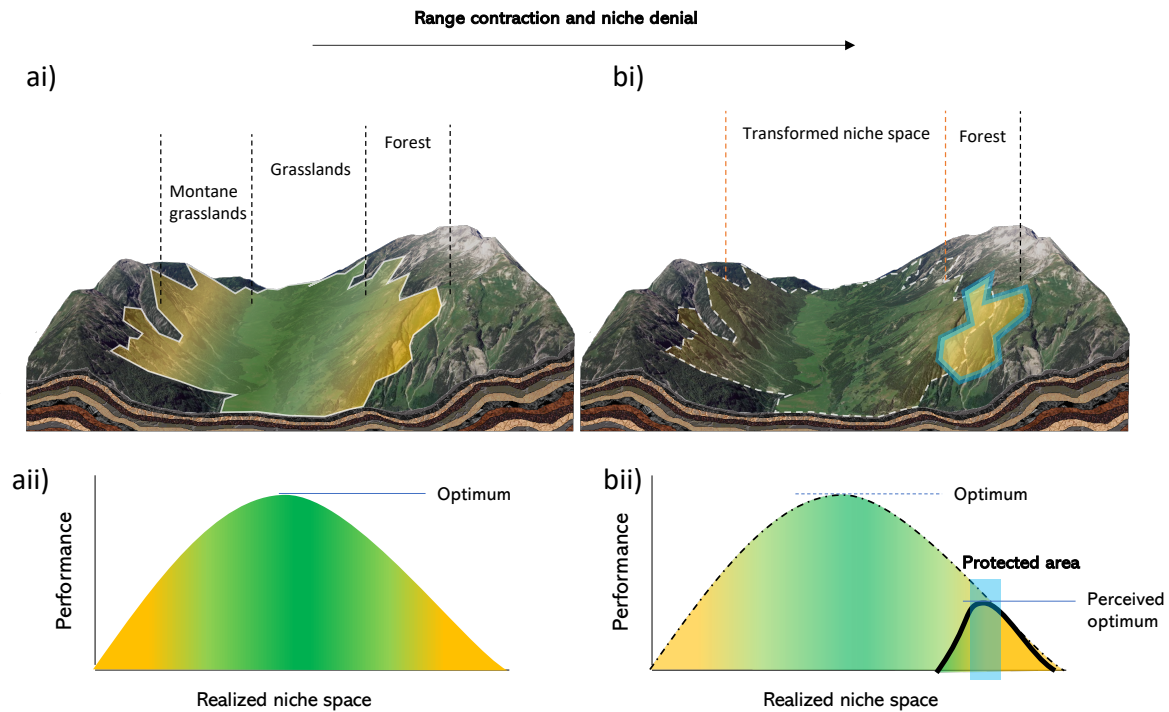 Range contraction and niche denial
ai)
bi)
Forest
Grasslands
Montane
grasslands
Transformed niche space
Forest
aii)
bii)
Optimum
Performance
Realized niche space
Optimum
Protected area
Perceived
optimum
Performance
Realized niche space